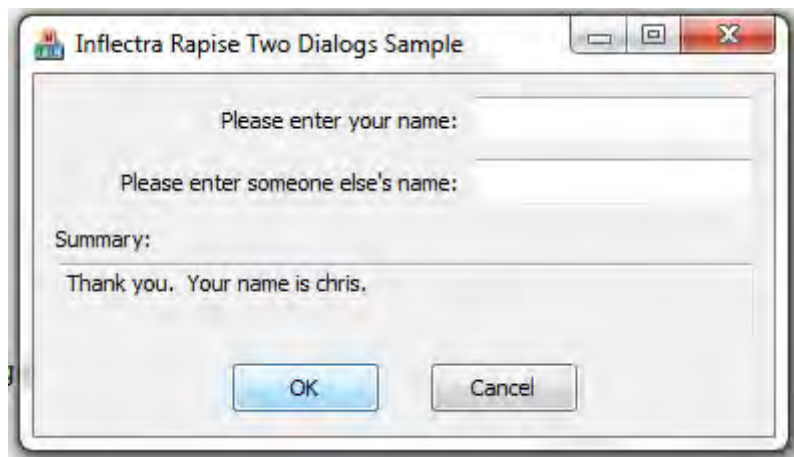 Inflectra Rapise Two Dialogs Sample
Please enter your name:
Please enter someone else's name:
Summary:
Thank you.  Your name is chris.
OK
Cancel